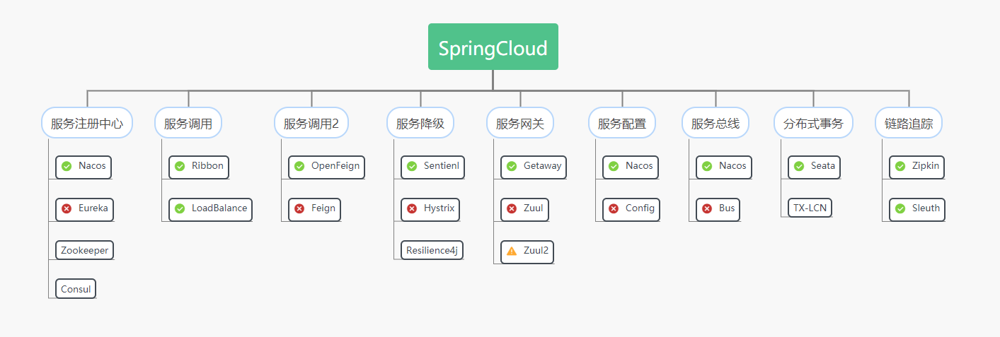 SpringCloud
服务注册中心
服务调用
服务调用2
服务降级
服务网关
服务配置
服务总线
分布式事务
链路追踪
Nacos
Ribbon
OpenFeign
Sentienl
Getaway
Nacos
Nacos
Seata
Zipkin
Eureka
LoadBalance
Feign
Hystrix
Zuul
Config
Bus
TX-LCN
Sleuth
Zookeeper
Resilience4j
Zuul2
Consul